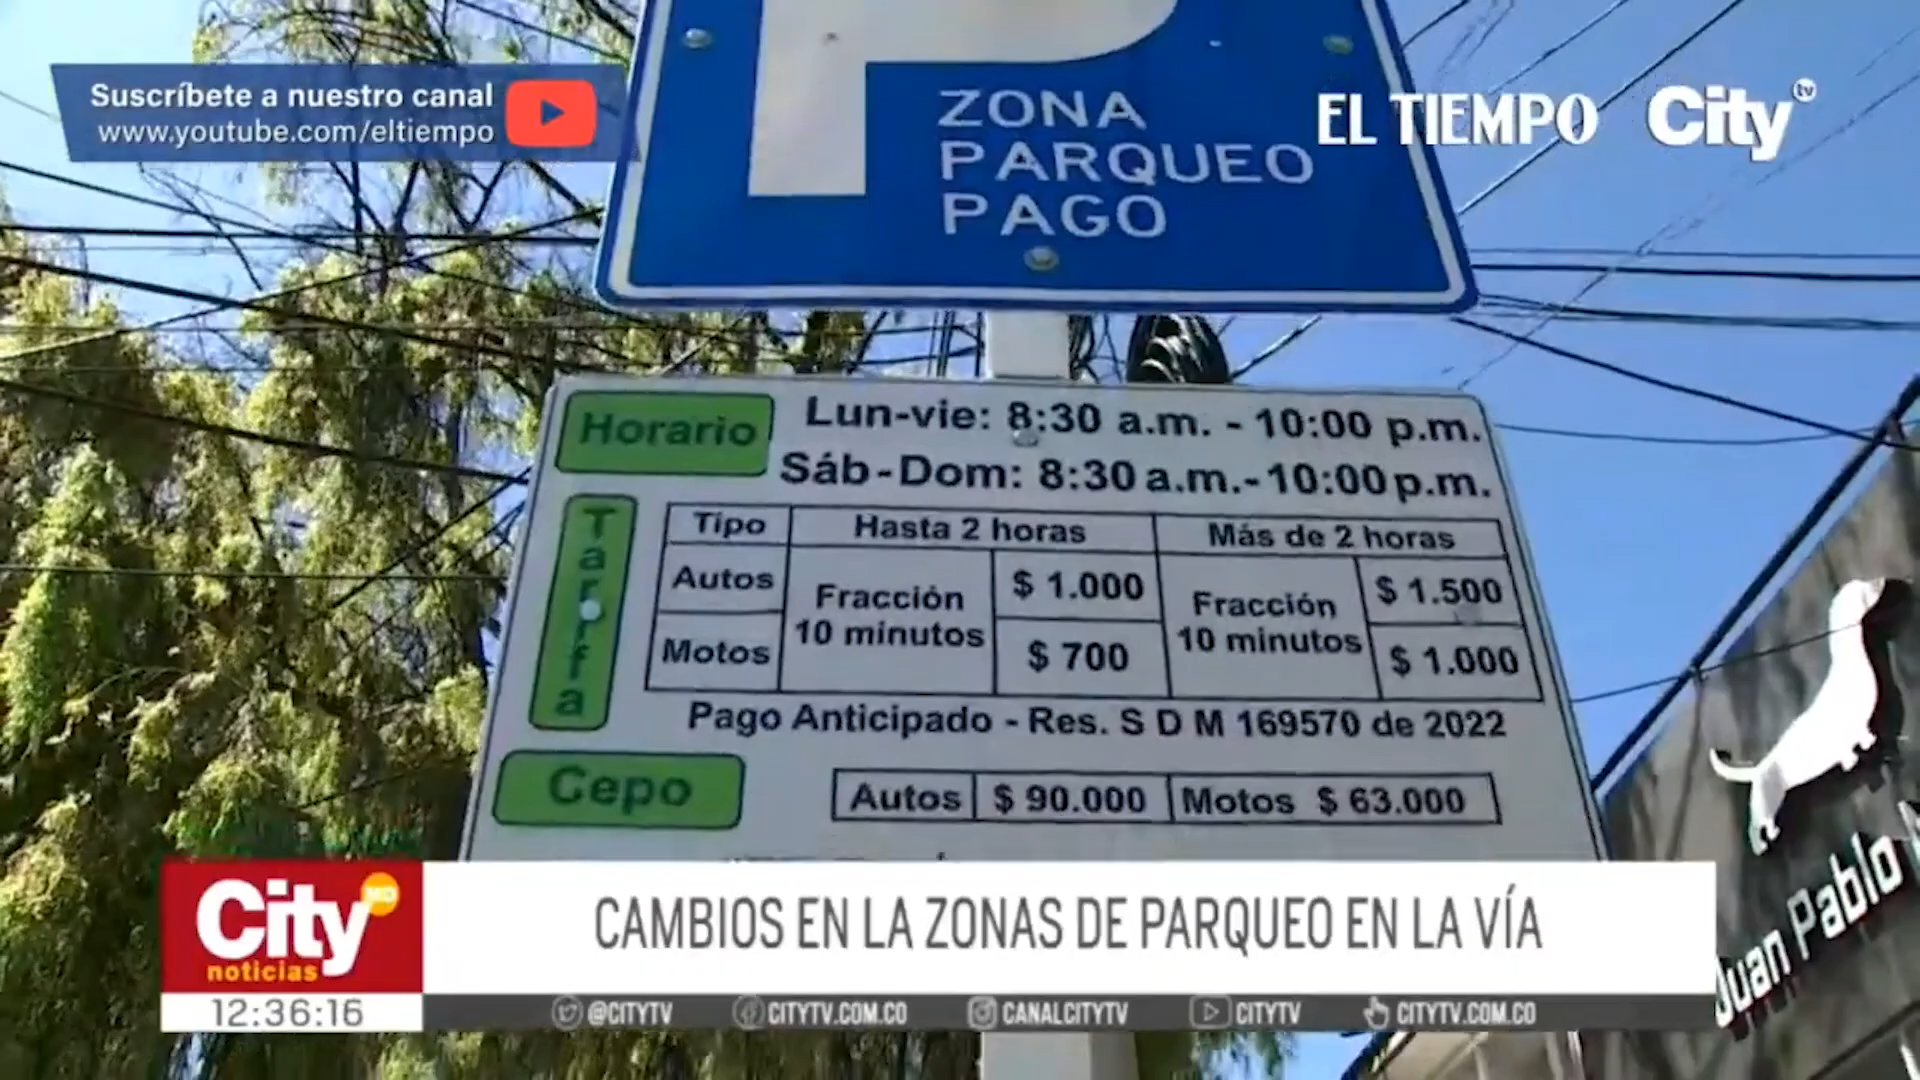 Suscríbete a nuestro canal
www.youtube.com/eltiempo
EL TIEMPO City tv
P
ZONA
PARQUEO
PAGO
Horario
Lun-vie: 8:30 a.m. - 10:00 p.m.
Sáb-Dom: 8:30 a.m.-10:00 p.m.
Tarifa
Tipo Hasta 2 horas Más de 2 horas
Autos Fracción 10 minutos $ 1.000 Fracción 10 minutos $ 1.500
Motos $ 700 $ 1.000
Pago Anticipado - Res. S D M 169570 de 2022
Cepo Autos $ 90.000 Motos $ 63.000
Juan Pablo
City
noticias
CAMBIOS EN LA ZONAS DE PARQUEO EN LA VÍA
12:36:16
@CITYTV CITYTV.COM.CO CANALCITYTV CITYTV CITYTV.COM.CO